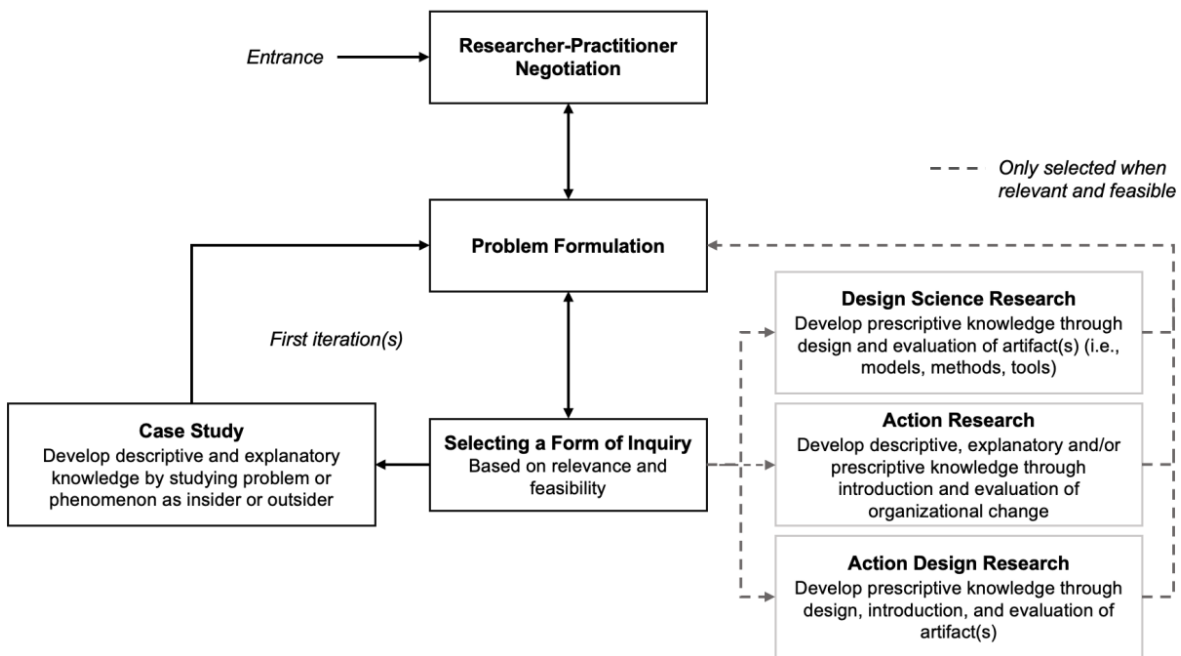 Researcher-Practitioner
Negotiation
Entrance
Only selected when
relevant and feasible
Problem Formulation
Design Science Research
Develop prescriptive knowledge through
design and evaluation of artifact(s) (i.e.,
models, methods, tools)
First iteration(s)
Case Study
Develop descriptive and explanatory
knowledge by studying problem or
phenomenon as insider or outsider
Selecting a Form of Inquiry
Based on relevance and
feasibility
Action Research
Develop descriptive, explanatory and/or
prescriptive knowledge through
introduction and evaluation of
organizational change
Action Design Research
Develop prescriptive knowledge through
design, introduction, and evaluation of
artifact(s)